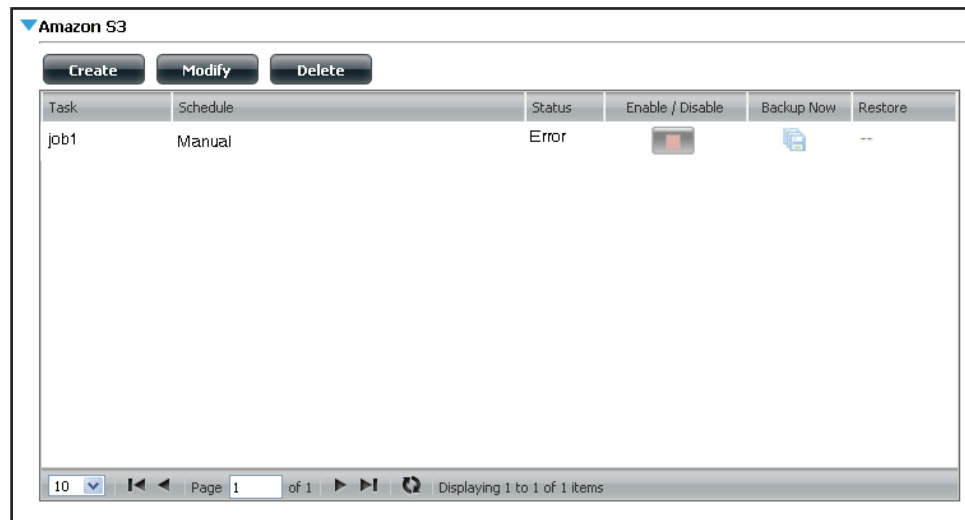 Amazon S3
Create Modify Delete
Task Schedule Status Enable / Disable Backup Now Restore
job1 Manual Error --
10 Page 1 of 1 Displaying 1 to 1 of 1 items